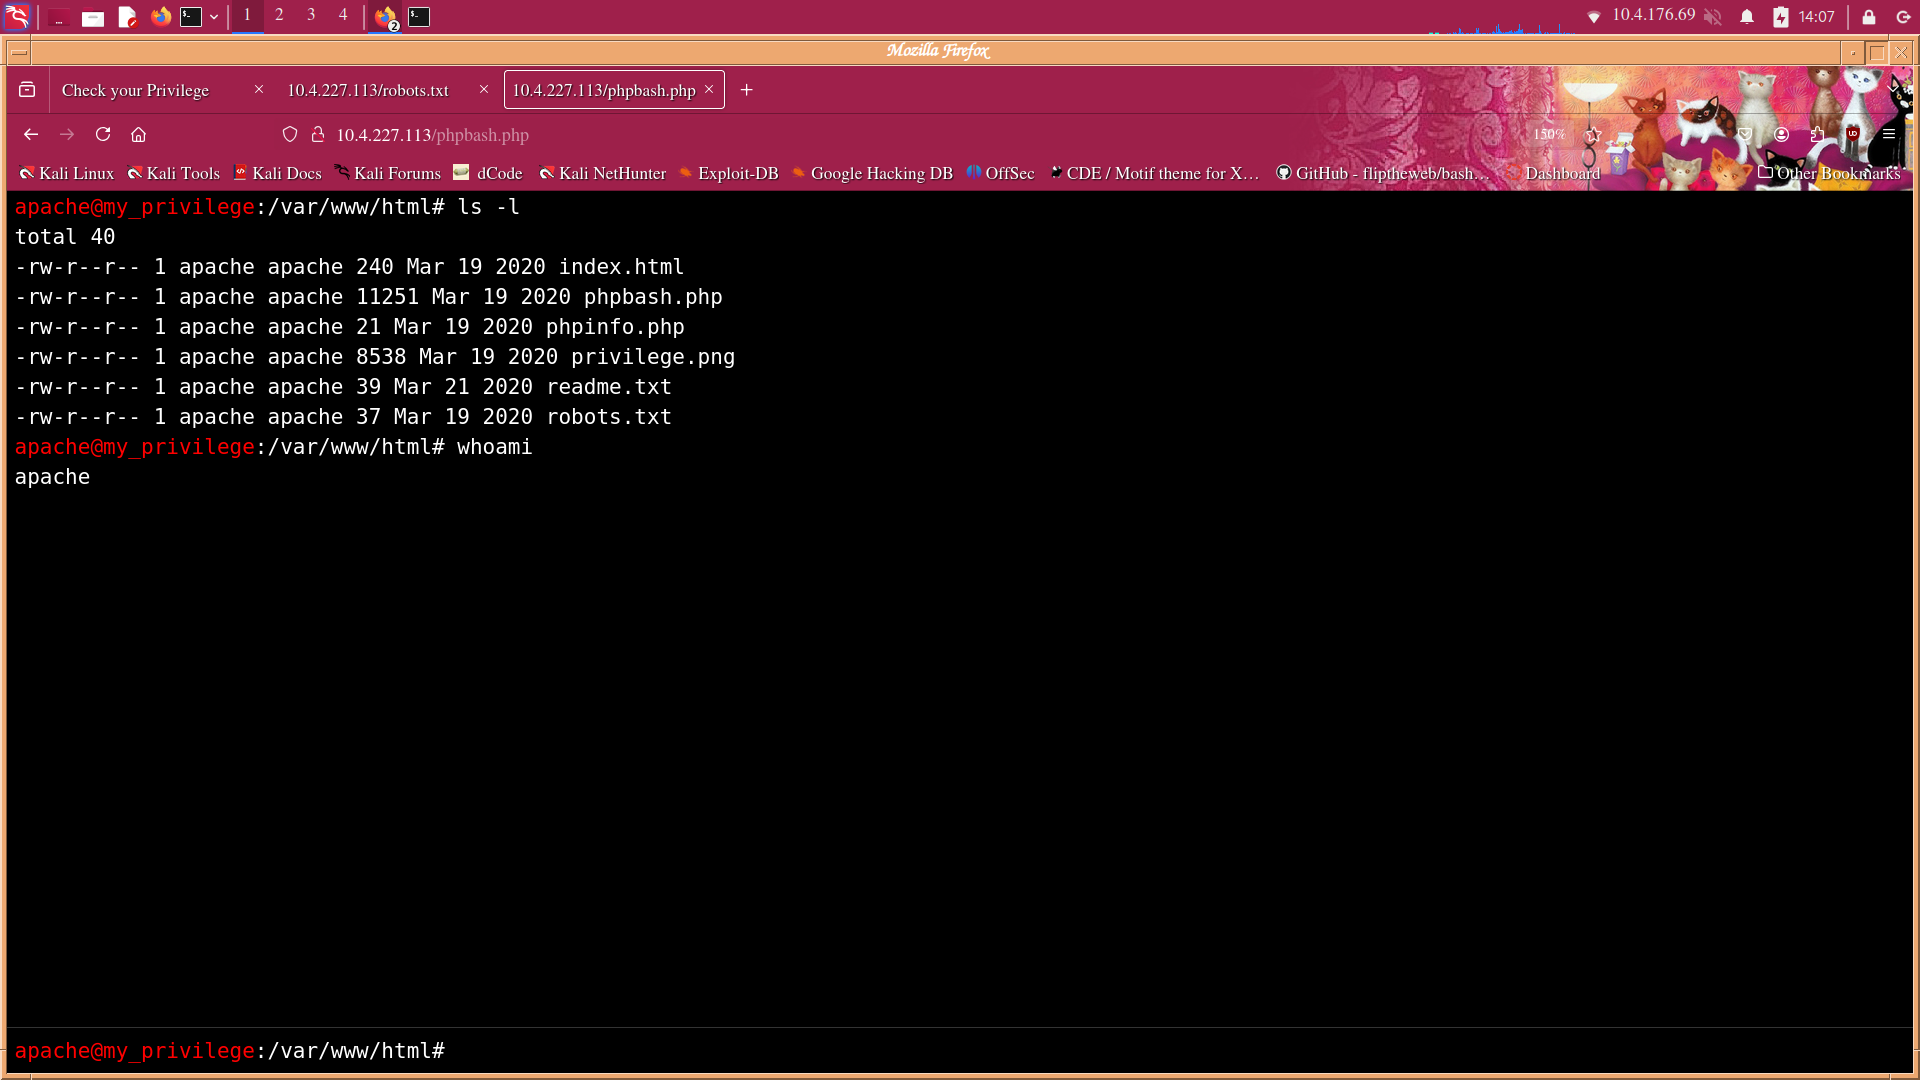 1 2 3 4 2 10.4.176.69 14:07
Mozilla Firefox
Check your Privilege 10.4.227.113/robots.txt 10.4.227.113/phpbash.php
10.4.227.113/phpbash.php 150%
Kali Linux Kali Tools Kali Docs Kali Forums dCode Kali NetHunter Exploit-DB Google Hacking DB OffSec CDE / Motif theme for X… GitHub - fliptheweb/bash… Dashboard Other Bookmarks
apache@my_privilege:/var/www/html# ls -l
total 40
-rw-r--r-- 1 apache apache 240 Mar 19 2020 index.html
-rw-r--r-- 1 apache apache 11251 Mar 19 2020 phpbash.php
-rw-r--r-- 1 apache apache 21 Mar 19 2020 phpinfo.php
-rw-r--r-- 1 apache apache 8538 Mar 19 2020 privilege.png
-rw-r--r-- 1 apache apache 39 Mar 21 2020 readme.txt
-rw-r--r-- 1 apache apache 37 Mar 19 2020 robots.txt
apache@my_privilege:/var/www/html# whoami
apache
apache@my_privilege:/var/www/html#